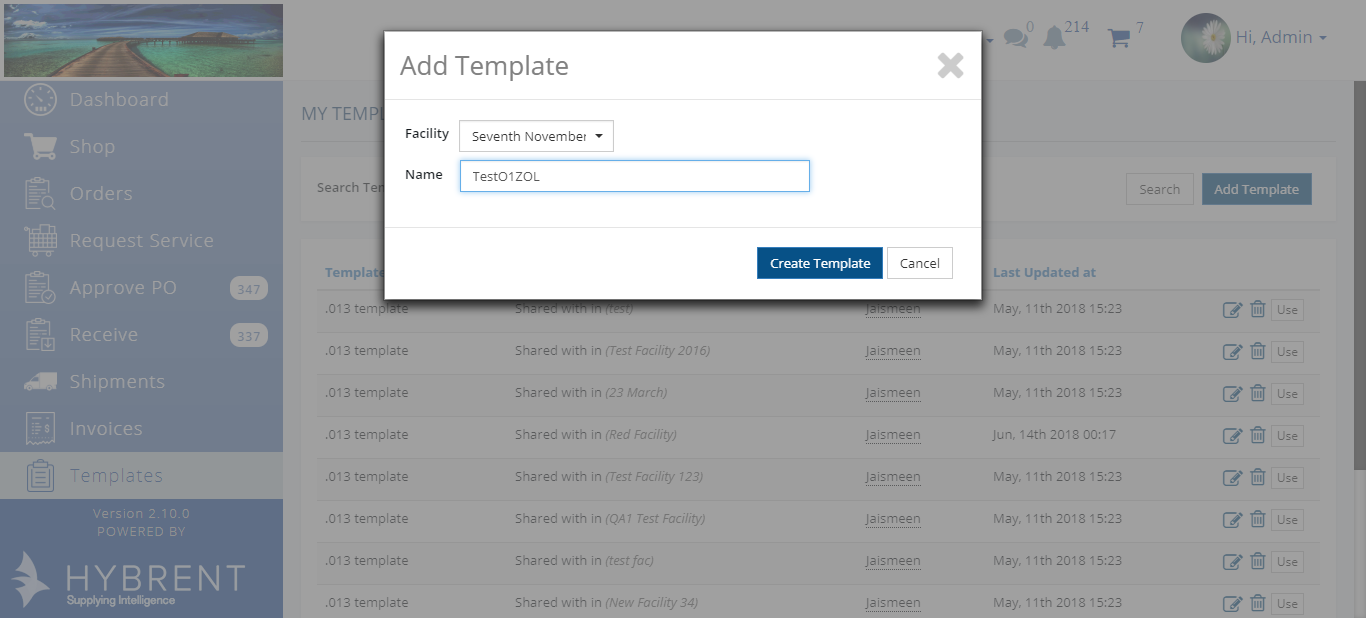 Add Template
Facility Seventh November
Name TestO1ZOL
Create Template Cancel
0 214 7 Hi, Admin
Dashboard
Shop
Orders
Request Service
Approve PO 347
Receive 337
Shipments
Invoices
Templates
Version 2.10.0
POWERED BY
HYBRENT
Supplying Intelligence
MY TEMPL
Search Ten Search Add Template
Template Last Updated at
.013 template Shared with in (test) Jaismeen May, 11th 2018 15:23 Use
.013 template Shared with in (Test Facility 2016) Jaismeen May, 11th 2018 15:23 Use
.013 template Shared with in (23 March) Jaismeen May, 11th 2018 15:23 Use
.013 template Shared with in (Red Facility) Jaismeen Jun, 14th 2018 00:17 Use
.013 template Shared with in (Test Facility 123) Jaismeen May, 11th 2018 15:23 Use
.013 template Shared with in (QA1 Test Facility) Jaismeen May, 11th 2018 15:23 Use
.013 template Shared with in (test fac) Jaismeen May, 11th 2018 15:23 Use
.013 template Shared with in (New Facility 34) Jaismeen May, 11th 2018 15:23 Use